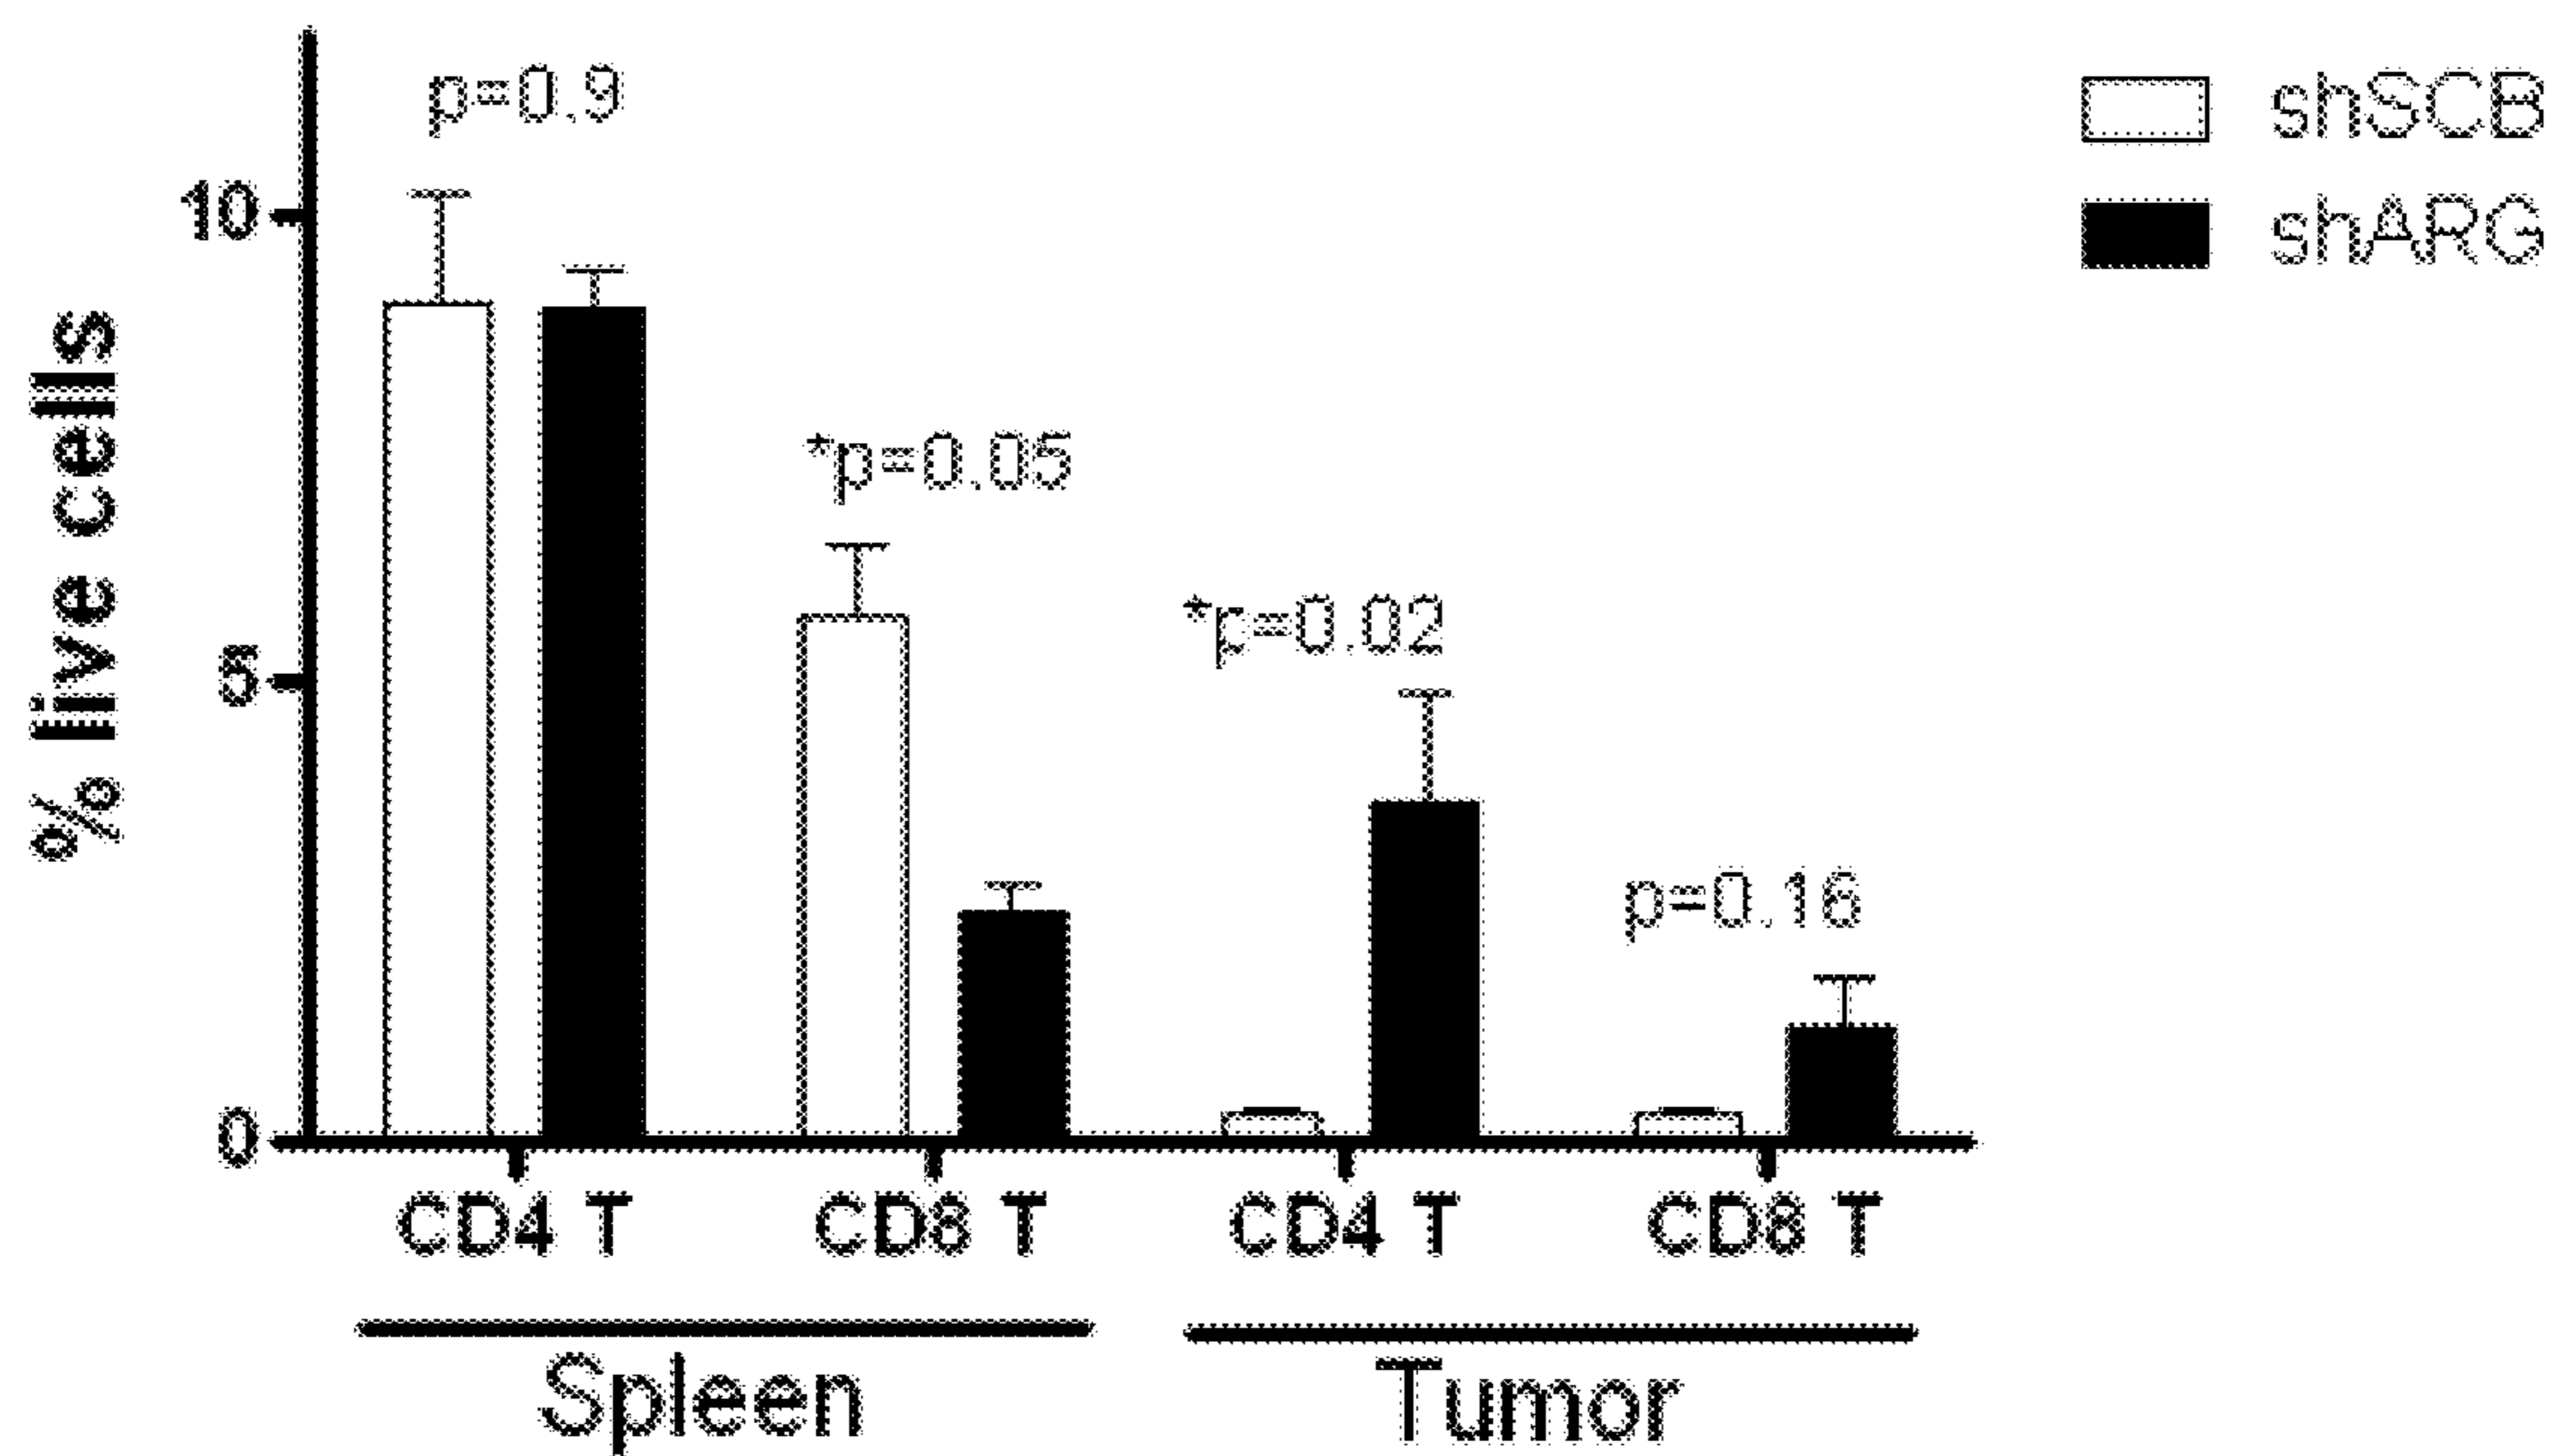 p=0.9
shSCB
shARG
10
*p=0.05
% live cells
*p=0.02
5
p=0.16
0
CD4 T
CD8 T
CD4 T
CD8 T
Spleen
Tumor